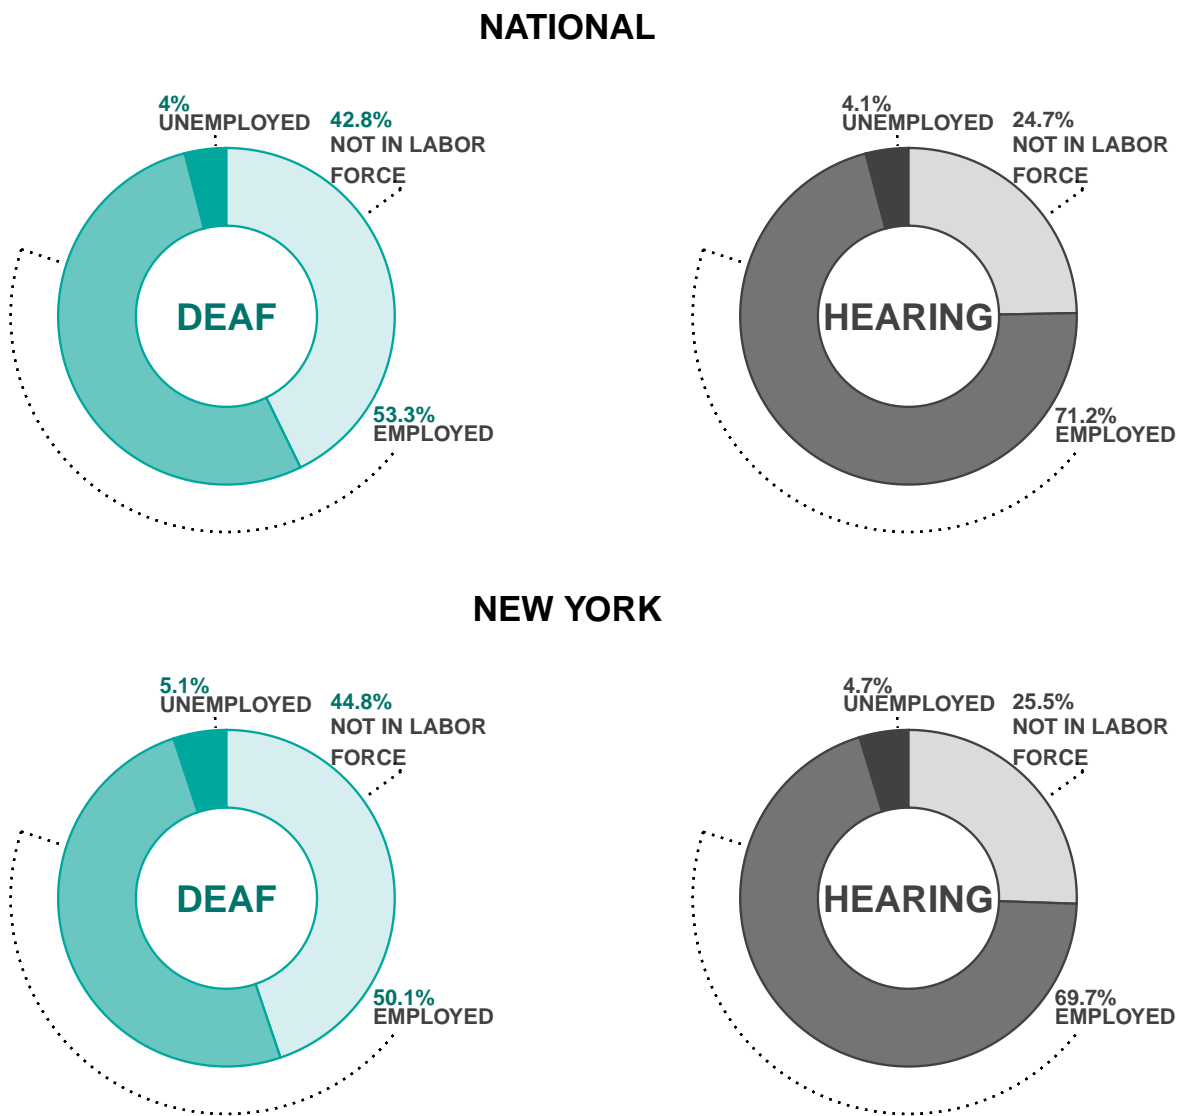 NATIONAL
4%
UNEMPLOYED
42.8%
NOT IN LABOR
FORCE
DEAF
53.3%
EMPLOYED
4.1%
UNEMPLOYED
24.7%
NOT IN LABOR
FORCE
HEARING
71.2%
EMPLOYED
NEW YORK
5.1%
UNEMPLOYED
44.8%
NOT IN LABOR
FORCE
DEAF
50.1%
EMPLOYED
4.7%
UNEMPLOYED
25.5%
NOT IN LABOR
FORCE
HEARING
69.7%
EMPLOYED